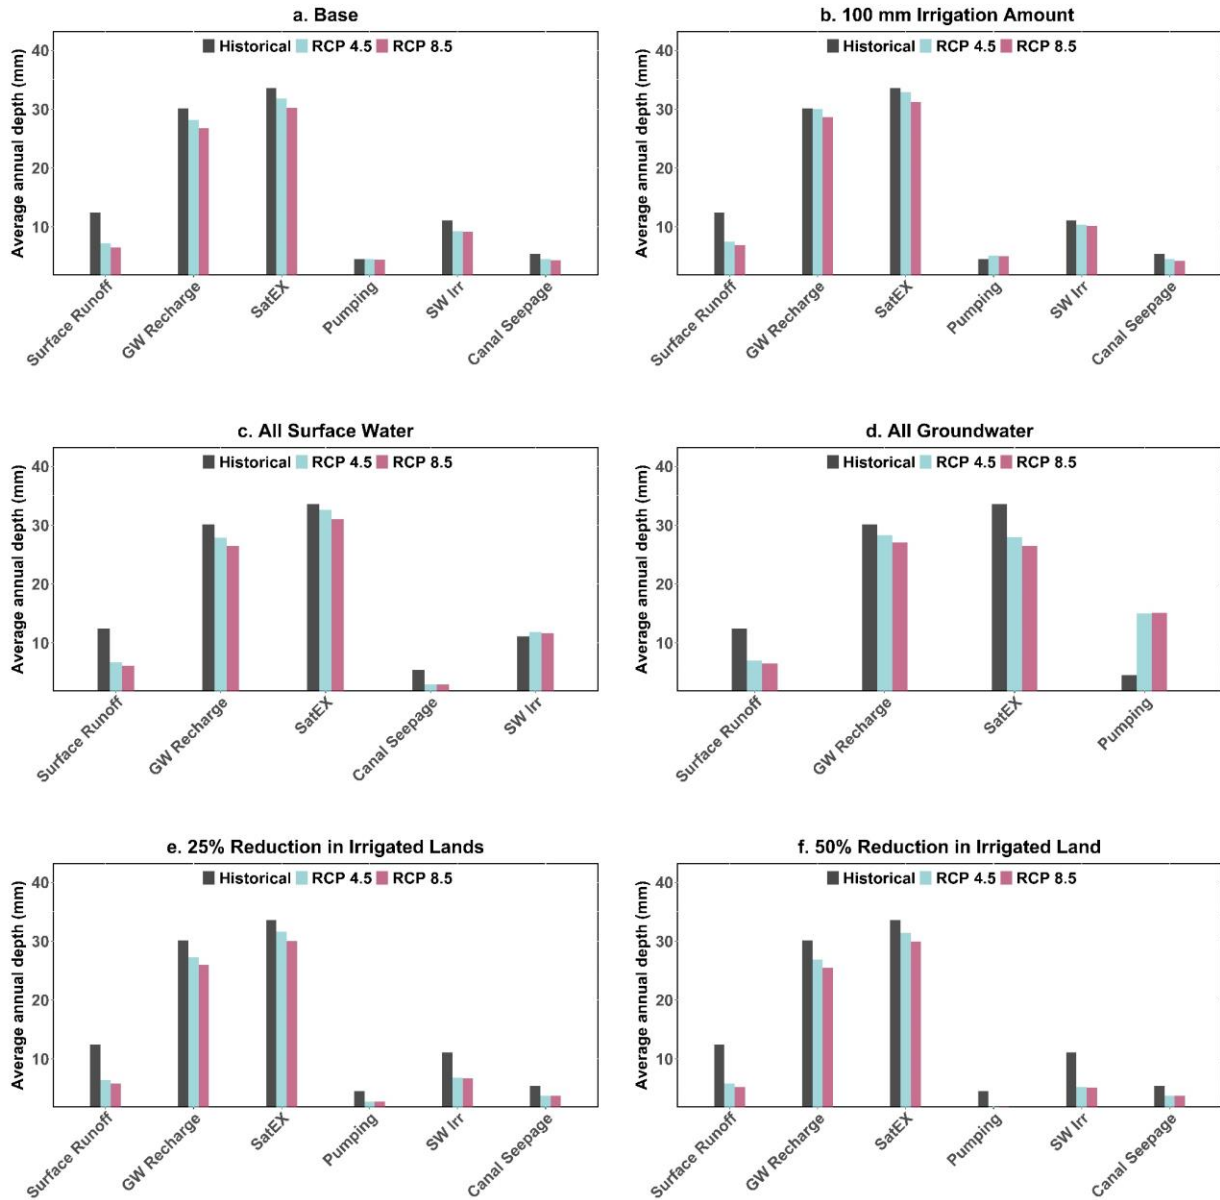 a. Base
Historical RCP 4.5 RCP 8.5
Average annual depth (mm)
40
30
20
10
Surface Runoff
GW Recharge
SatEX
Pumping
SW Irr
Canal Seepage
b. 100 mm Irrigation Amount
Historical RCP 4.5 RCP 8.5
Average annual depth (mm)
40
30
20
10
Surface Runoff
GW Recharge
SatEX
Pumping
SW Irr
Canal Seepage
c. All Surface Water
Historical RCP 4.5 RCP 8.5
Average annual depth (mm)
40
30
20
10
Surface Runoff
GW Recharge
SatEX
Canal Seepage
SW Irr
d. All Groundwater
Historical RCP 4.5 RCP 8.5
Average annual depth (mm)
40
30
20
10
Surface Runoff
GW Recharge
SatEX
Pumping
e. 25% Reduction in Irrigated Lands
Historical RCP 4.5 RCP 8.5
Average annual depth (mm)
40
30
20
10
Surface Runoff
GW Recharge
SatEX
Pumping
SW Irr
Canal Seepage
f. 50% Reduction in Irrigated Land
Historical RCP 4.5 RCP 8.5
Average annual depth (mm)
40
30
20
10
Surface Runoff
GW Recharge
SatEX
Pumping
SW Irr
Canal Seepage